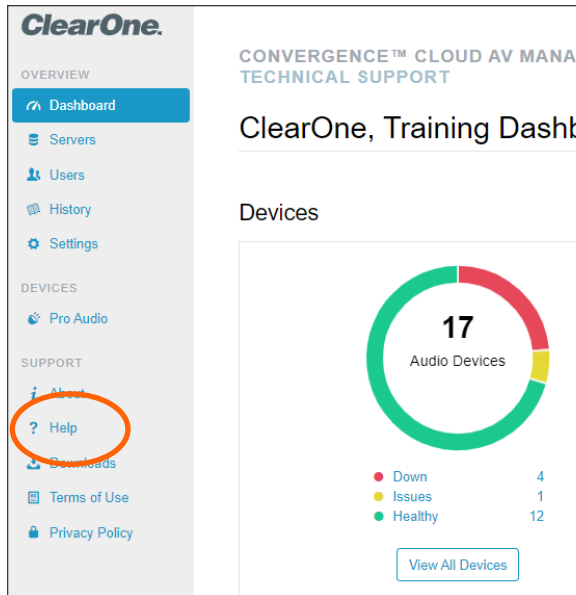 ClearOne.
OVERVIEW
Dashboard
Servers
Users
History
Settings
DEVICES
Pro Audio
SUPPORT
About
? Help
Downloads
Terms of Use
Privacy Policy
CONVERGENCE™ CLOUD AV MANA
TECHNICAL SUPPORT
ClearOne, Training Dashb
Devices
17
Audio Devices
Down 4
Issues 1
Healthy 12
View All Devices